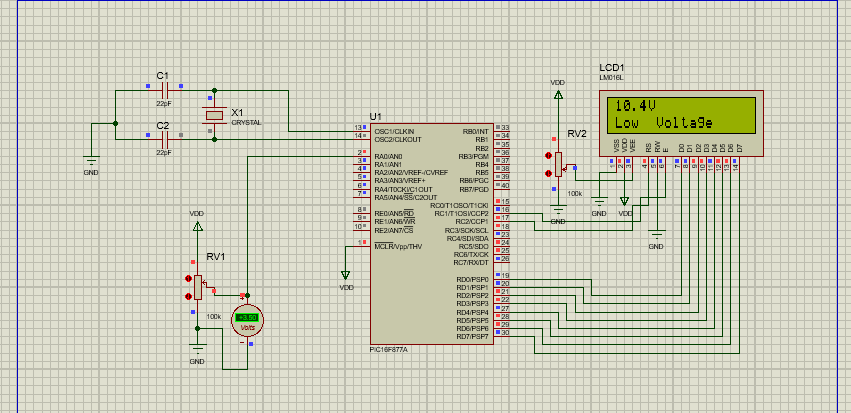 C1
22pF
C2
22pF
GND
X1
CRYSTAL
U1
13
14
2
3
4
5
6
7
8
9
10
1
OSC1/CLKIN
OSC2/CLKOUT
RA0/AN0
RA1/AN1
RA2/AN2/VREF-/CVREF
RA3/AN3/VREF+
RA4/T0CKI/C1OUT
RA5/AN4/SS/C2OUT
RE0/AN5/RD
RE1/AN6/WR
RE2/AN7/CS
MCLR/Vpp/THV
RB0/INT
RB1
RB2
RB3/PGM
RB4
RB5
RB6/PGC
RB7/PGD
RC0/T1OSO/T1CKI
RC1/T1OSI/CCP2
RC2/CCP1
RC3/SCK/SCL
RC4/SDI/SDA
RC5/SDO
RC6/TX/CK
RC7/RX/DT
RD0/PSP0
RD1/PSP1
RD2/PSP2
RD3/PSP3
RD4/PSP4
RD5/PSP5
RD6/PSP6
RD7/PSP7
33
34
35
36
37
38
39
40
15
16
17
18
23
24
25
26
19
20
21
22
27
28
29
30
PIC16F877A
VDD
VDD
RV1
100k
+3.50
Volts
GND
VDD
RV2
100k
GND
LCD1
LM016L
10.4V
Low Voltage
VSS
VDD
VEE
RS
RW
E
D0
D1
D2
D3
D4
D5
D6
D7
1
2
3
4
5
6
7
8
9
10
11
12
13
14
GND
VDD
GND